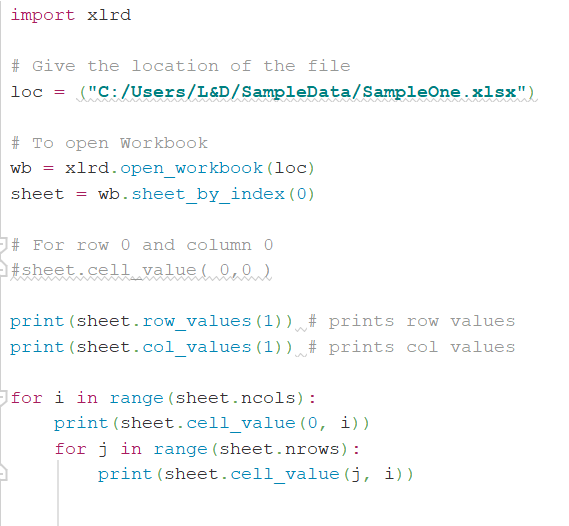 import xlrd
# Give the location of the file
loc = ("C:/Users/L&D/SampleData/SampleOne.xlsx")
# To open Workbook
wb = xlrd.open_workbook(loc)
sheet = wb.sheet_by_index(0)
# For row 0 and column 0
#sheet.cell_value( 0,0 )
print(sheet.row_values(1)) # prints row values
print(sheet.col_values(1)) # prints col values
for i in range(sheet.ncols):
    print(sheet.cell_value(0, i))
    for j in range(sheet.nrows):
        print(sheet.cell_value(j, i))